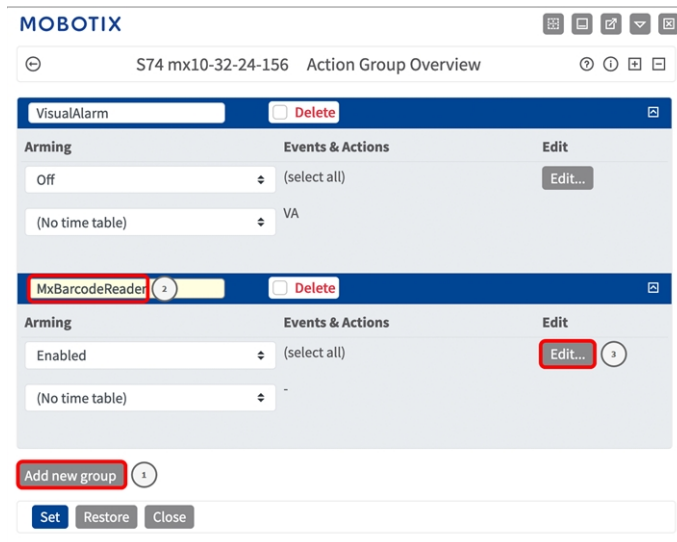 MOBOTIX
S74 mx10-32-24-156 Action Group Overview
VisualAlarm Delete
Arming Events & Actions Edit
Off (select all) Edit...
(No time table) VA
MxBarcodeReader 2 Delete
Arming Events & Actions Edit
Enabled (select all) Edit... 3
(No time table) -
Add new group 1
Set Restore Close